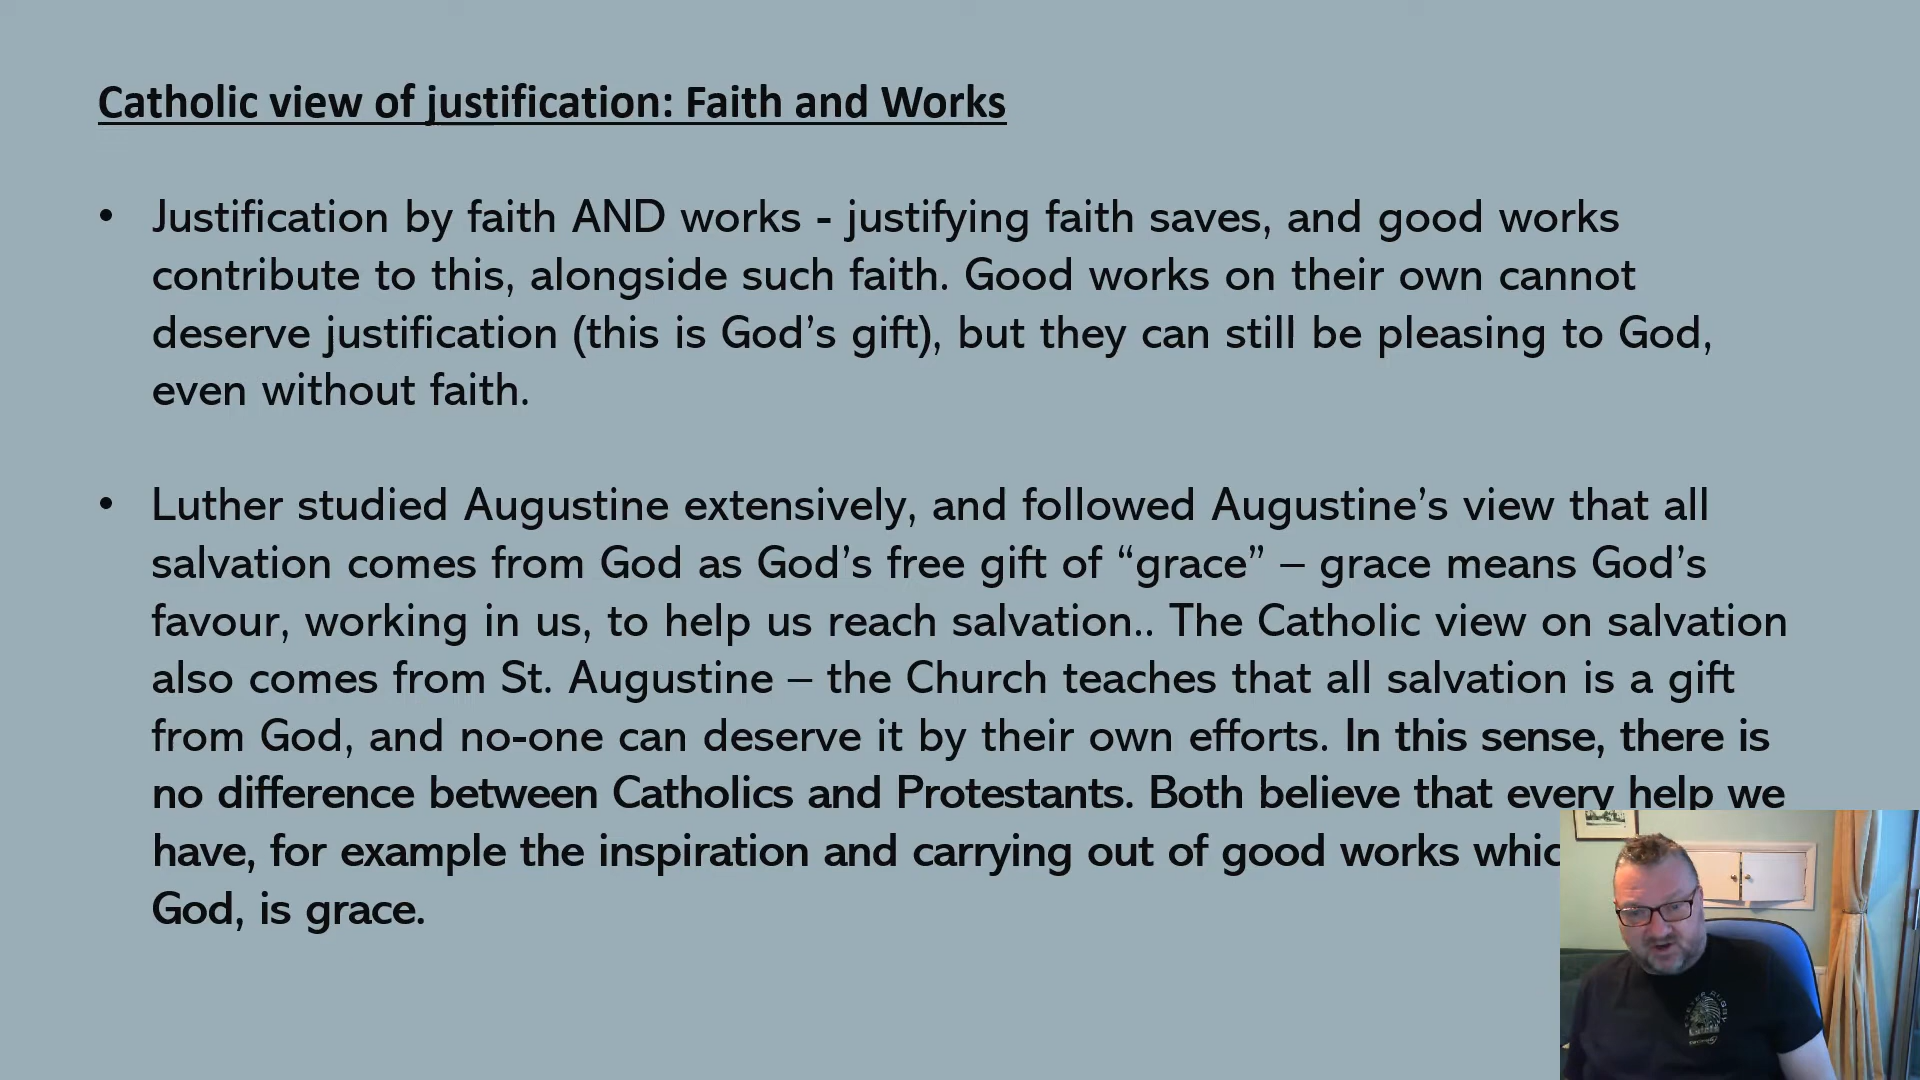 Catholic view of justification: Faith and Works
• Justification by faith AND works - justifying faith saves, and good works
contribute to this, alongside such faith. Good works on their own cannot
deserve justification (this is God’s gift), but they can still be pleasing to God,
even without faith.
• Luther studied Augustine extensively, and followed Augustine’s view that all
salvation comes from God as God’s free gift of “grace” – grace means God’s
favour, working in us, to help us reach salvation.. The Catholic view on salvation
also comes from St. Augustine – the Church teaches that all salvation is a gift
from God, and no-one can deserve it by their own efforts. In this sense, there is
no difference between Catholics and Protestants. Both believe that every help we
have, for example the inspiration and carrying out of good works
God, is grace.